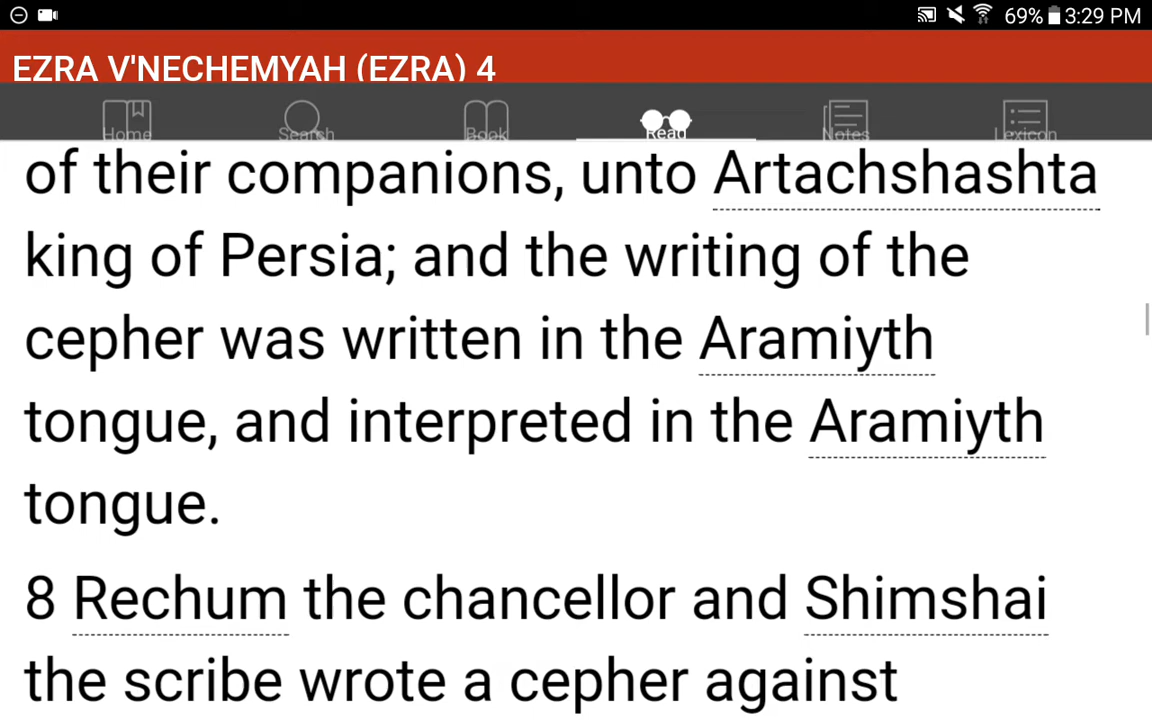 69% 3:29 PM
EZRA V'NECHEMYAH (EZRA) 4
Home Search Book Read Notes Lexicon
of their companions, unto Artachshashta
king of Persia; and the writing of the
cepher was written in the Aramiyth
tongue, and interpreted in the Aramiyth
tongue.
8 Rechum the chancellor and Shimshai
the scribe wrote a cepher against